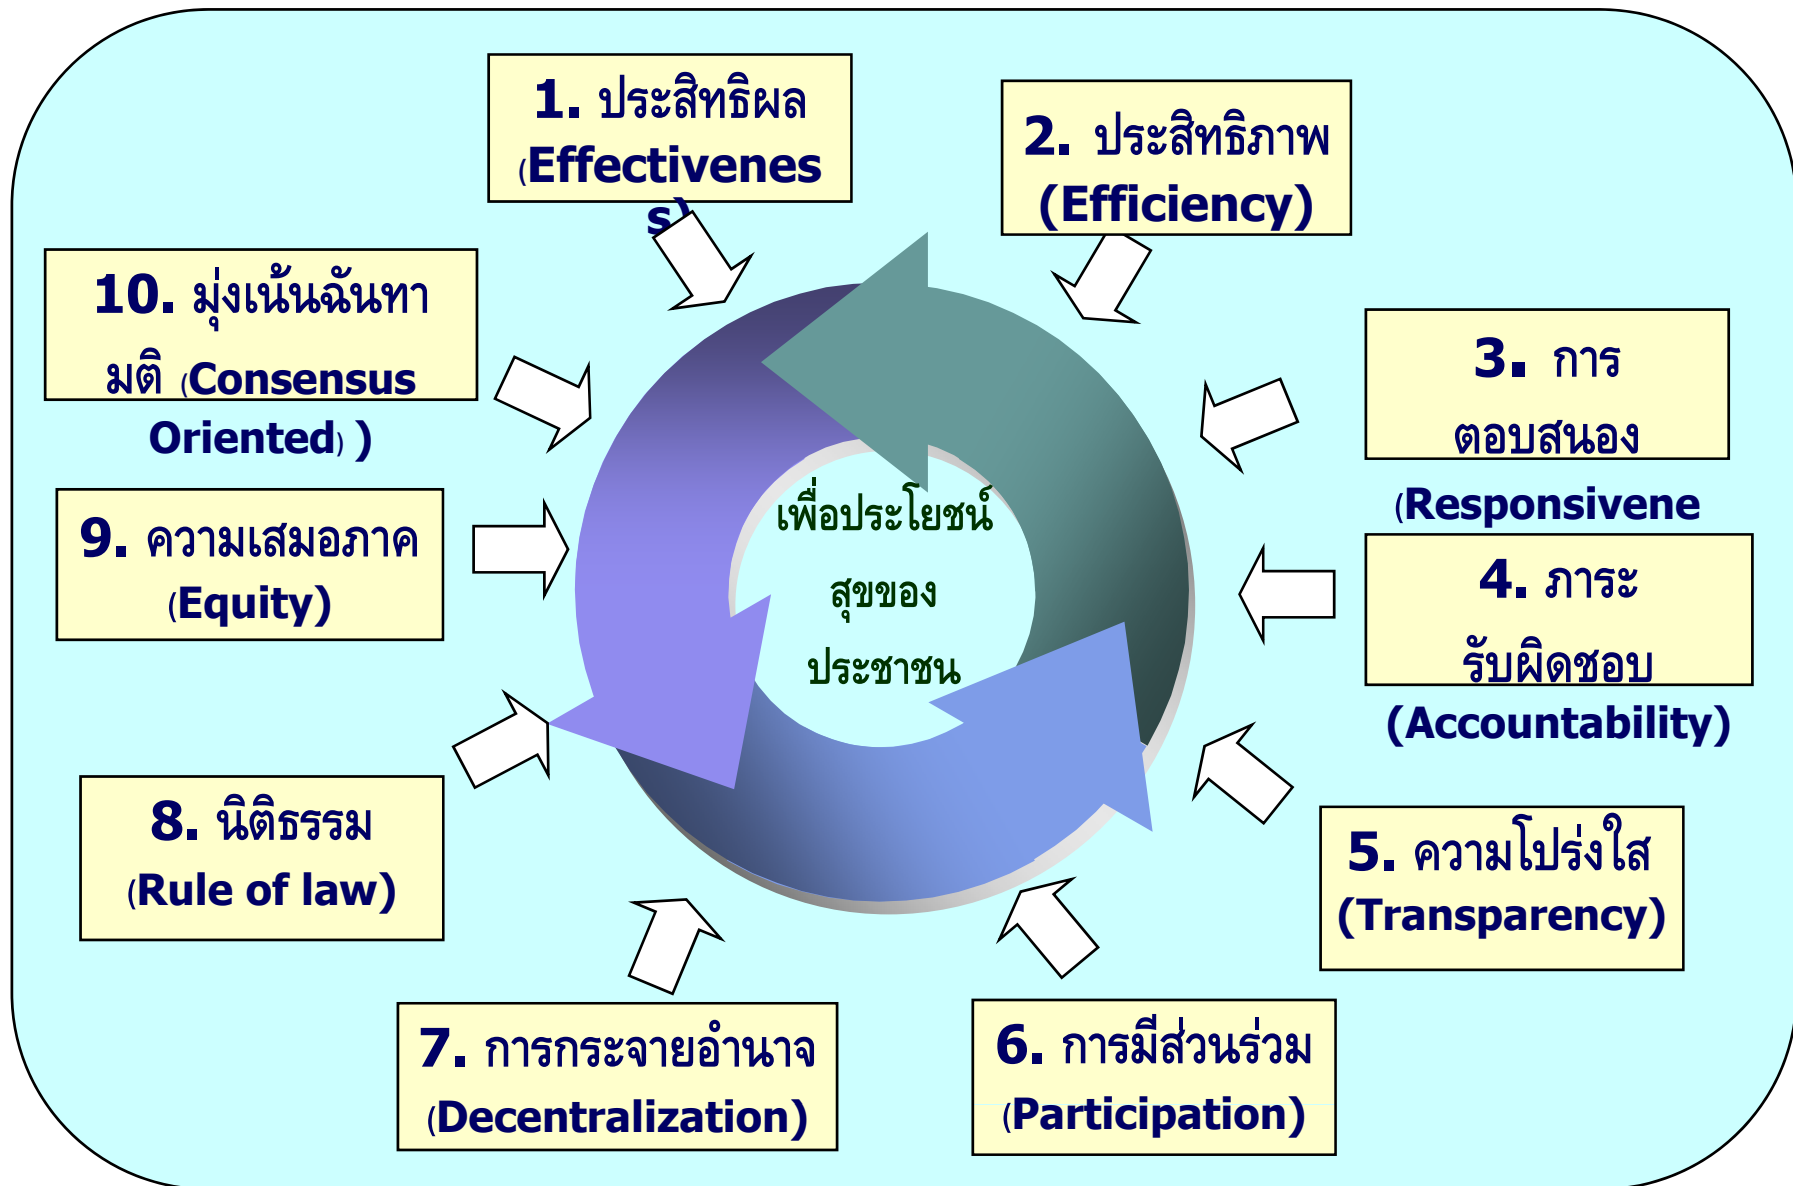 1. ประสิทธิผล
(Effectivenes
s)
2. ประสิทธิภาพ
(Efficiency)
3. การ
ตอบสนอง
(Responsivene
4. ภาระ
รับผิดชอบ
(Accountability)
5. ความโปร่งใส
(Transparency)
6. การมีส่วนร่วม
(Participation)
7. การกระจายอำนาจ
(Decentralization)
8. นิติธรรม
(Rule of law)
9. ความเสมอภาค
(Equity)
10. มุ่งเน้นฉันทา
มติ (Consensus
Oriented) )
เพื่อประโยชน์
สุขของ
ประชาชน